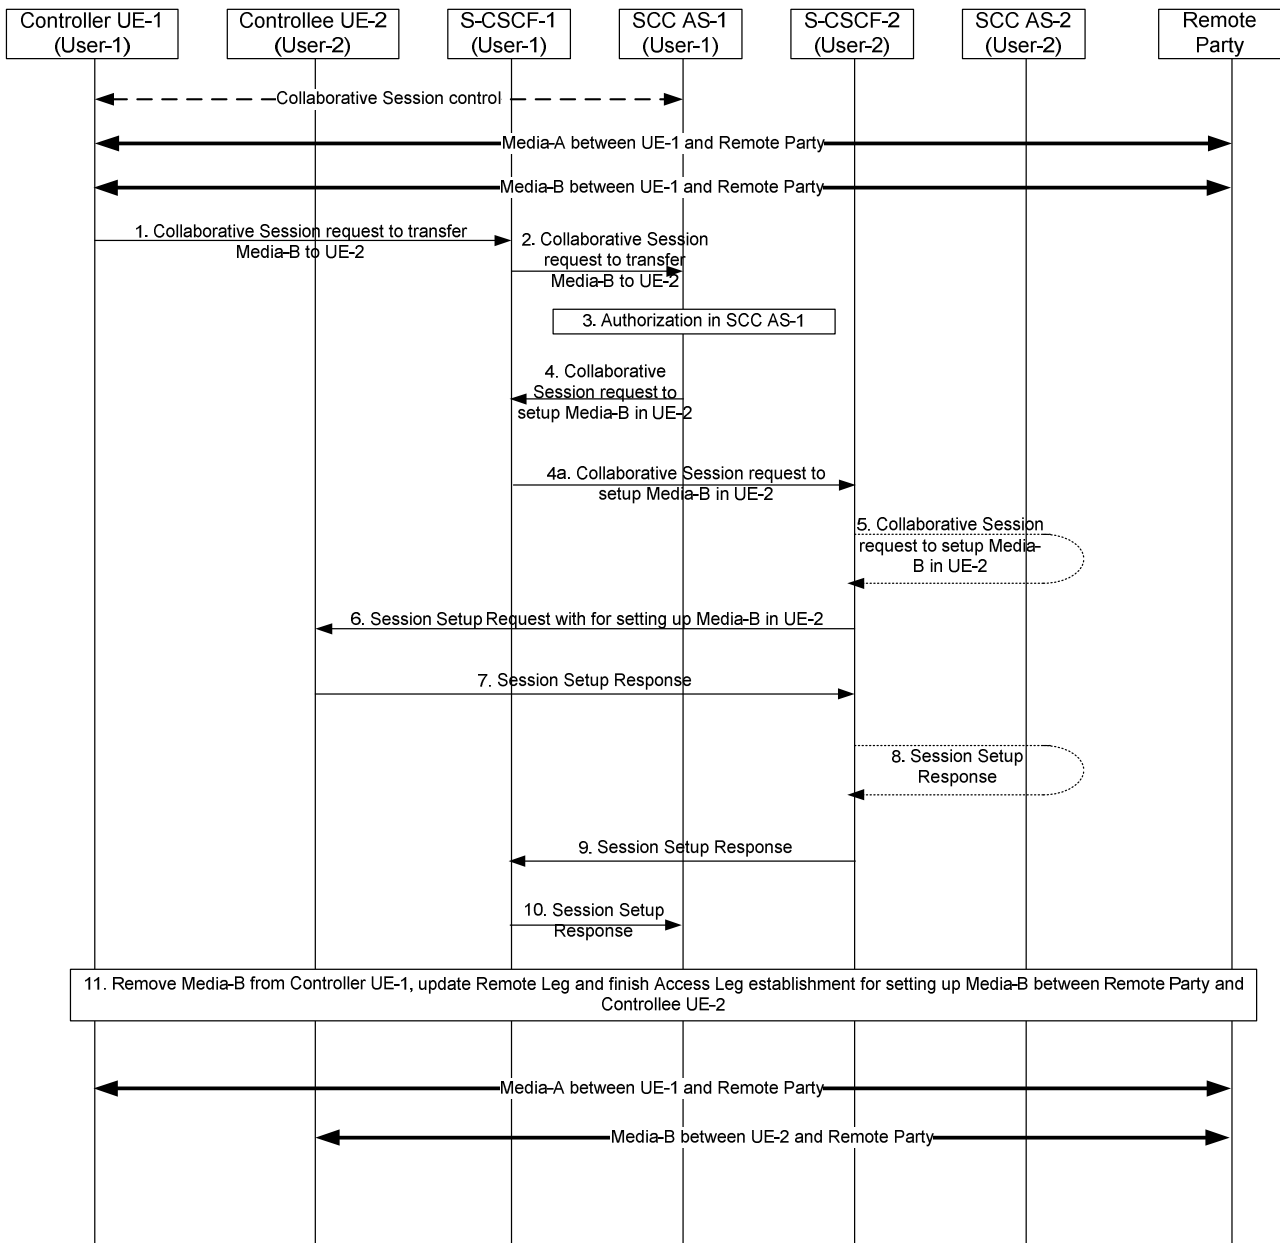 Controller UE-1
(User-1)
Controllee UE-2
(User-2)
S-CSCF-1
(User-1)
SCC AS-1
(User-1)
S-CSCF-2
(User-2)
SCC AS-2
(User-2)
Remote
Party
Collaborative Session control
Media-A between UE-1 and Remote Party
Media-B between UE-1 and Remote Party
1. Collaborative Session request to transfer
Media-B to UE-2
2. Collaborative Session
request to transfer
Media-B to UE-2
3. Authorization in SCC AS-1
4. Collaborative
Session request to
setup Media-B in UE-2
4a. Collaborative Session request to
setup Media-B in UE-2
5. Collaborative Session
request to setup Media-
B in UE-2
6. Session Setup Request with for setting up Media-B in UE-2
7. Session Setup Response
8. Session Setup
Response
9. Session Setup Response
10. Session Setup
Response
11. Remove Media-B from Controller UE-1, update Remote Leg and finish Access Leg establishment for setting up Media-B between Remote Party and
Controllee UE-2
Media-A between UE-1 and Remote Party
Media-B between UE-2 and Remote Party